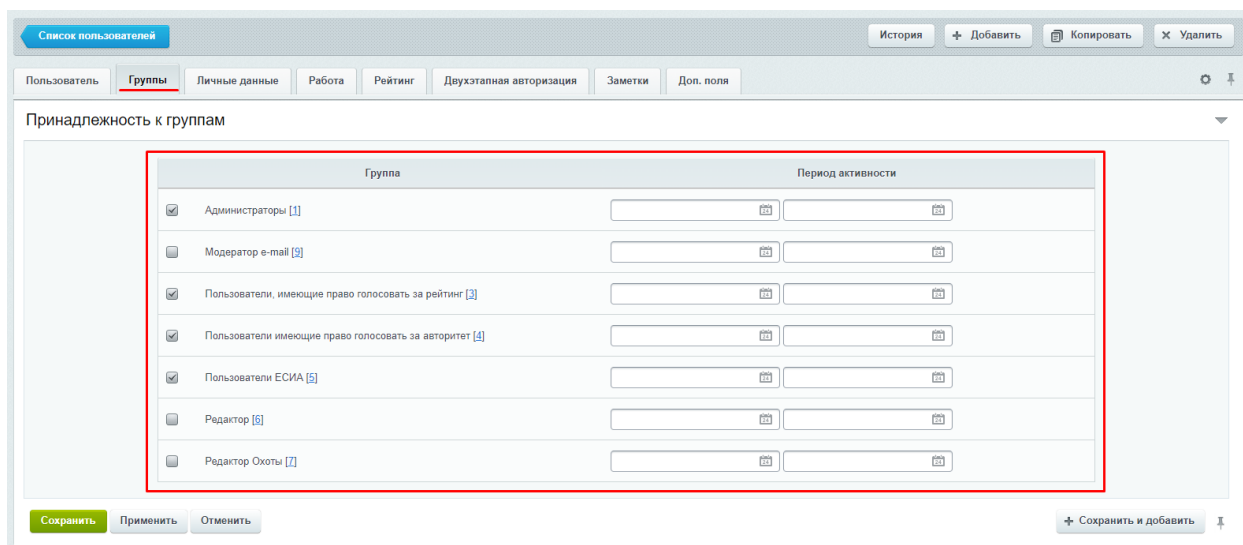 Список пользователей
История
+ Добавить
Копировать
× Удалить
Пользователь
Группы
Личные данные
Работа
Рейтинг
Двухэтапная авторизация
Заметки
Доп. поля
Принадлежность к группам
Группа
Период активности
Администраторы [1]
Модератор e-mail [9]
Пользователи, имеющие право голосовать за рейтинг [3]
Пользователи имеющие право голосовать за авторитет [4]
Пользователи ЕСИА [5]
Редактор [6]
Редактор Охоты [7]
Сохранить
Применить
Отменить
+ Сохранить и добавить